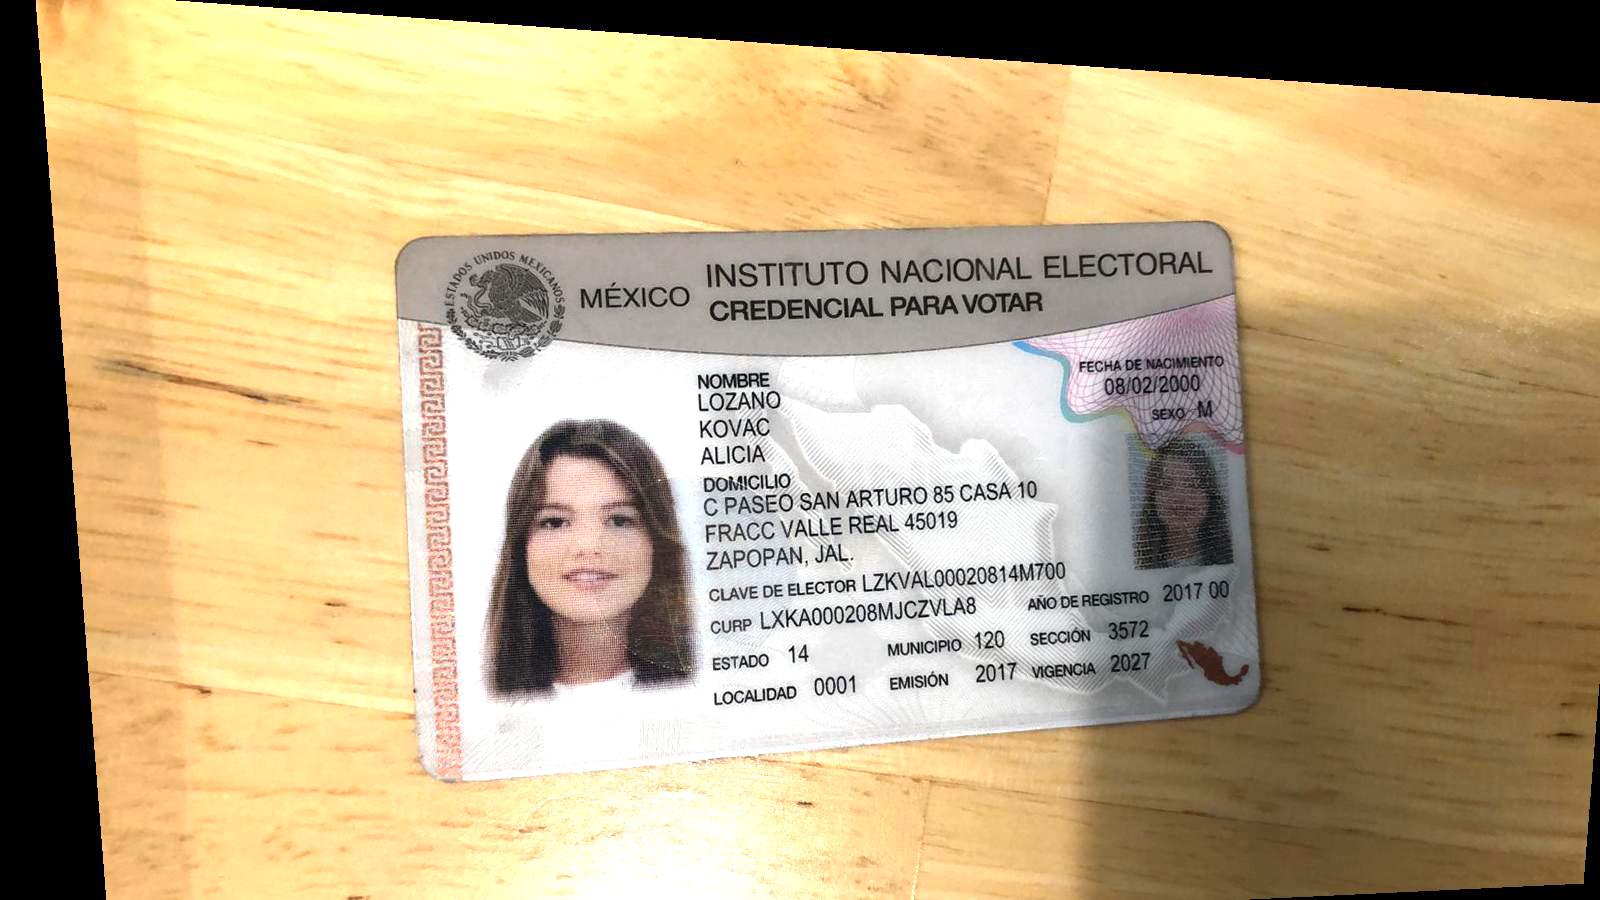 ESTADOS UNIDOS MEXICANOS
MÉXICO
INSTITUTO NACIONAL ELECTORAL
CREDENCIAL PARA VOTAR
FECHA DE NACIMIENTO
08/02/2000
SEXO M
NOMBRE
LOZANO
KOVAC
ALICIA
DOMICILIO
C PASEO SAN ARTURO 85 CASA 10
FRACC VALLE REAL 45019
ZAPOPAN, JAL.
CLAVE DE ELECTOR LZKVAL00020814M700
CURP LXKA000208MJCZVLA8 AÑO DE REGISTRO 2017 00
ESTADO 14 MUNICIPIO 120 SECCIÓN 3572
LOCALIDAD 0001 EMISIÓN 2017 VIGENCIA 2027